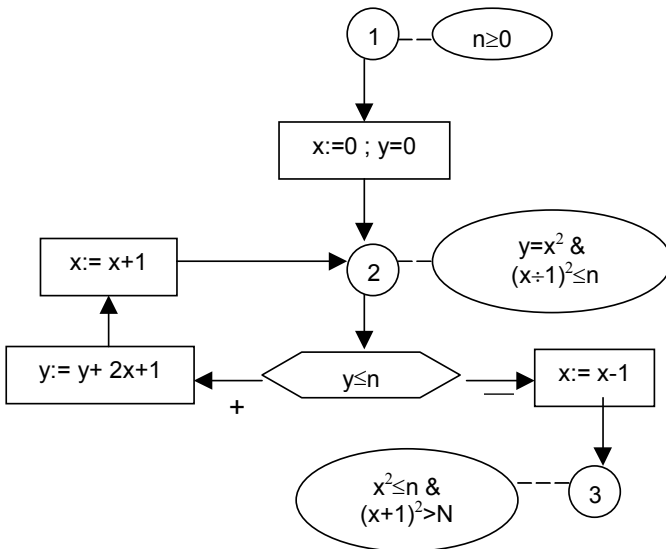 1
n≥0
x:=0 ; y=0
x:= x+1
2
y=x² &
(x÷1)²≤n
y:= y+ 2x+1
y≤n
x:= x-1
+
—
x²≤n &
(x+1)²>N
3